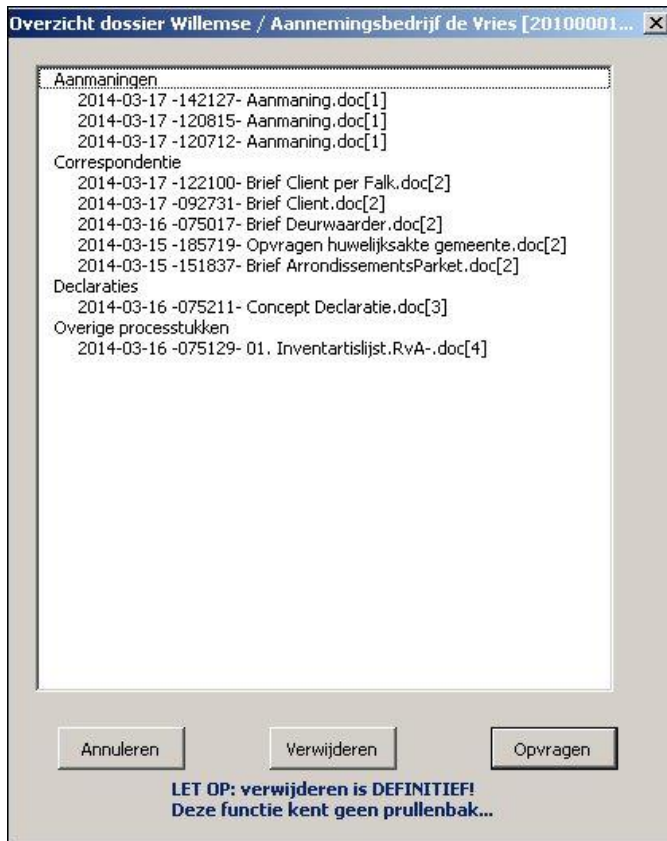 Overzicht dossier Willemse / Aannemingsbedrijf de Vries [20100001...
Aanmaningen
2014-03-17 -142127- Aanmaning.doc[1]
2014-03-17 -120815- Aanmaning.doc[1]
2014-03-17 -120712- Aanmaning.doc[1]
Correspondentie
2014-03-17 -122100- Brief Client per Falk.doc[2]
2014-03-17 -092731- Brief Client.doc[2]
2014-03-16 -075017- Brief Deurwaarder.doc[2]
2014-03-15 -185719- Opvragen huwelijksakte gemeente.doc[2]
2014-03-15 -151837- Brief ArrondissementsParket.doc[2]
Declaraties
2014-03-16 -075211- Concept Declaratie.doc[3]
Overige processtukken
2014-03-16 -075129- 01. Inventartislijst.RvA-.doc[4]
Annuleren Verwijderen Opvragen
LET OP: verwijderen is DEFINITIEF!
Deze functie kent geen prullenbak...